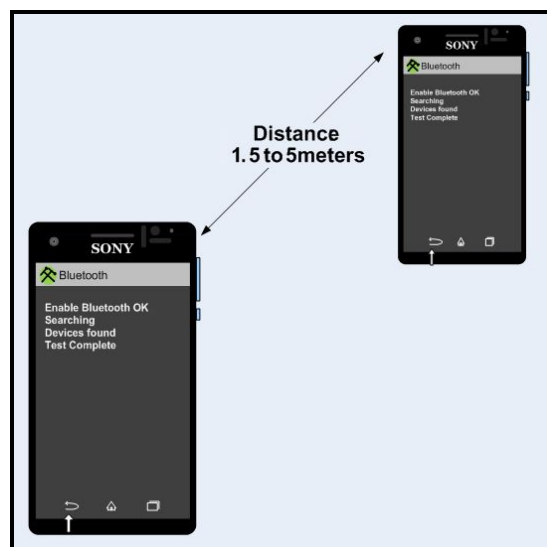 SONY
Bluetooth
Enable Bluetooth OK
Searching
Devices found
Test Complete
Distance
1.5 to 5meters
SONY
Bluetooth
Enable Bluetooth OK
Searching
Devices found
Test Complete